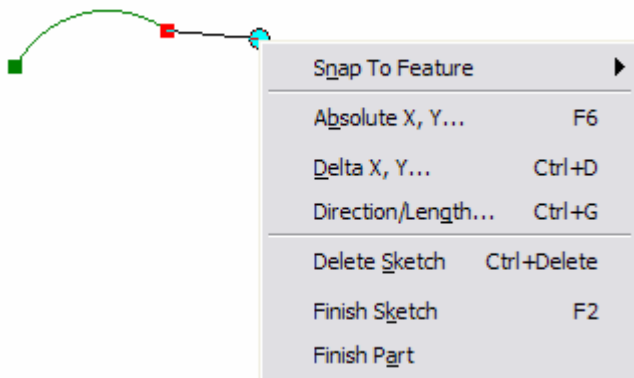 Snap To Feature
Absolute X, Y... F6
Delta X, Y... Ctrl+D
Direction/Length... Ctrl+G
Delete Sketch Ctrl+Delete
Finish Sketch F2
Finish Part